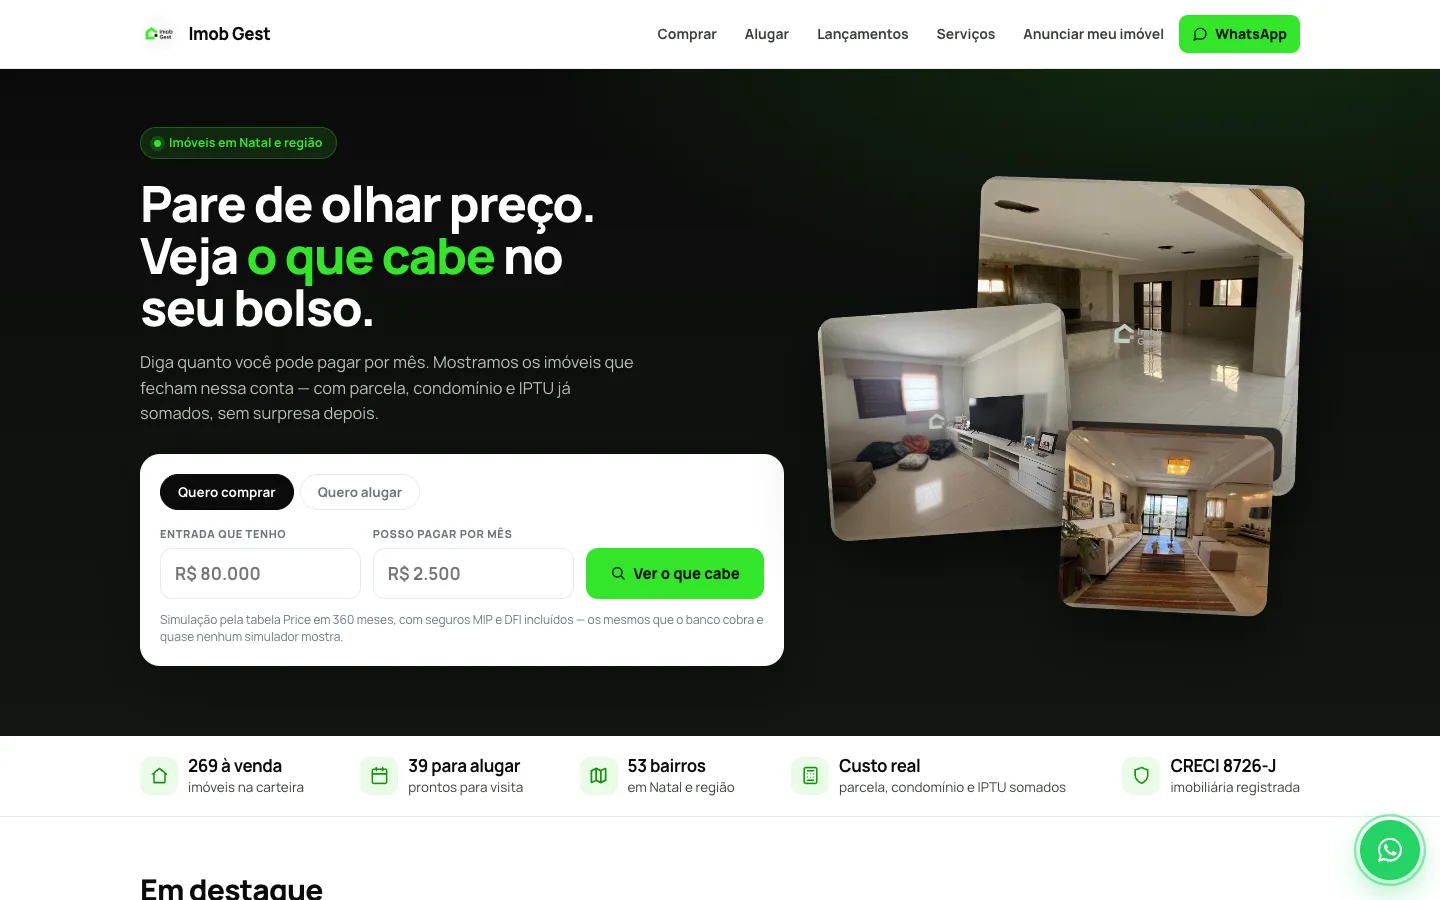 Imob Gest
Imob Gest
Comprar
Alugar
Lançamentos
Serviços
Anunciar meu imóvel
WhatsApp
Imóveis em Natal e região
Pare de olhar preço.
Veja o que cabe no
seu bolso.
Diga quanto você pode pagar por mês. Mostramos os imóveis que
fecham nessa conta — com parcela, condomínio e IPTU já
somados, sem surpresa depois.
Quero comprar
Quero alugar
ENTRADA QUE TENHO
POSSO PAGAR POR MÊS
R$ 80.000
R$ 2.500
Ver o que cabe
Simulação pela tabela Price em 360 meses, com seguros MIP e DFI incluídos — os mesmos que o banco cobra e
quase nenhum simulador mostra.
269 à venda
imóveis na carteira
39 para alugar
prontos para visita
53 bairros
em Natal e região
Custo real
parcela, condomínio e IPTU somados
CRECI 8726-J
imobiliária registrada
Em destaque